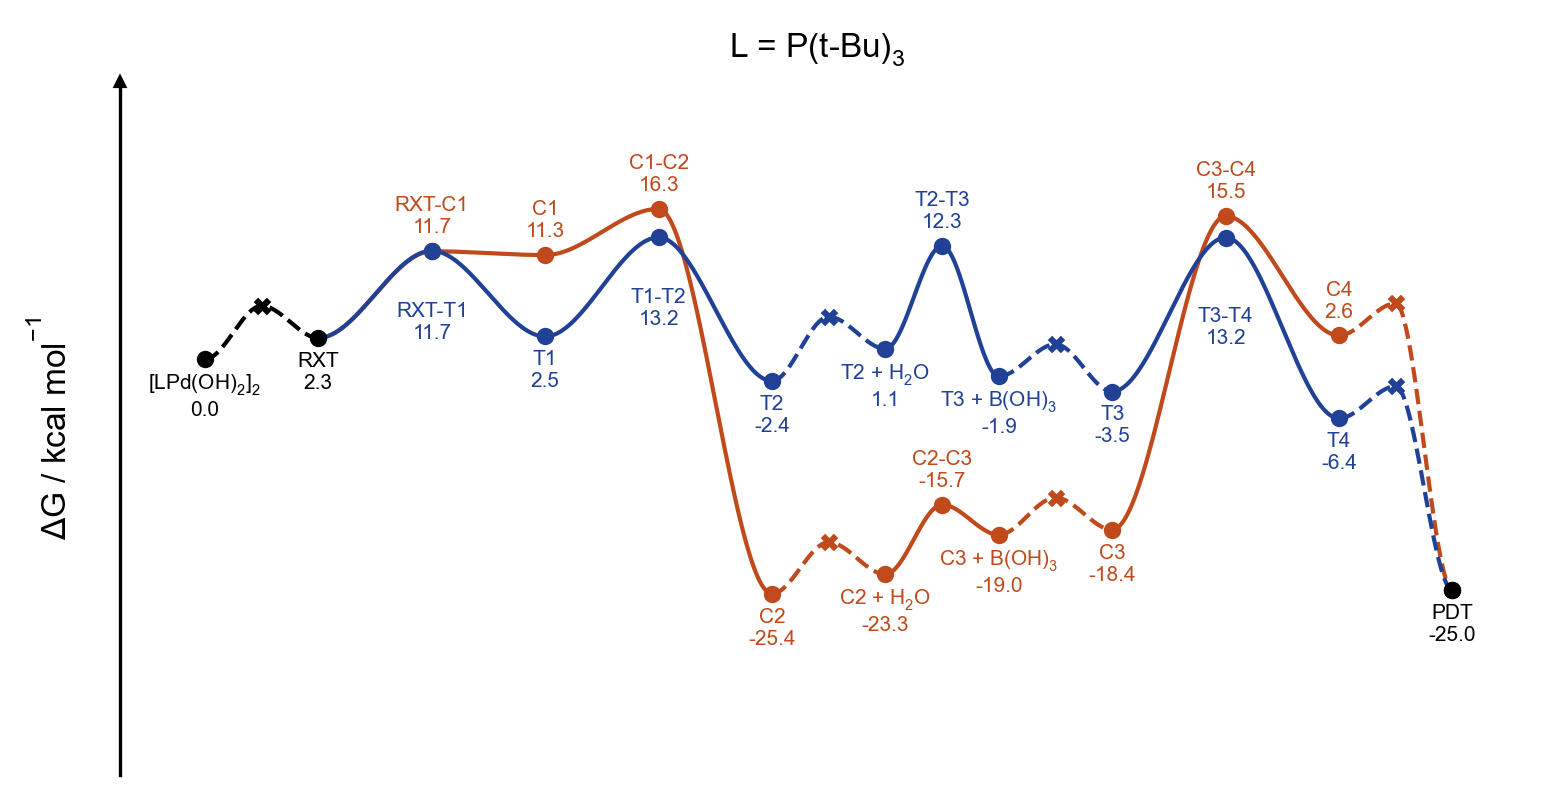 L = P(t-Bu)₃
ΔG / kcal mol⁻¹
[LPd(OH)₂]₂
0.0
RXT
2.3
RXT-C1
11.7
RXT-T1
11.7
C1
11.3
T1
2.5
C1-C2
16.3
T1-T2
13.2
T2
-2.4
C2
-25.4
T2 + H₂O
1.1
C2 + H₂O
-23.3
T2-T3
12.3
C2-C3
-15.7
T3 + B(OH)₃
-1.9
C3 + B(OH)₃
-19.0
T3
-3.5
C3
-18.4
C3-C4
15.5
T3-T4
13.2
C4
2.6
T4
-6.4
PDT
-25.0